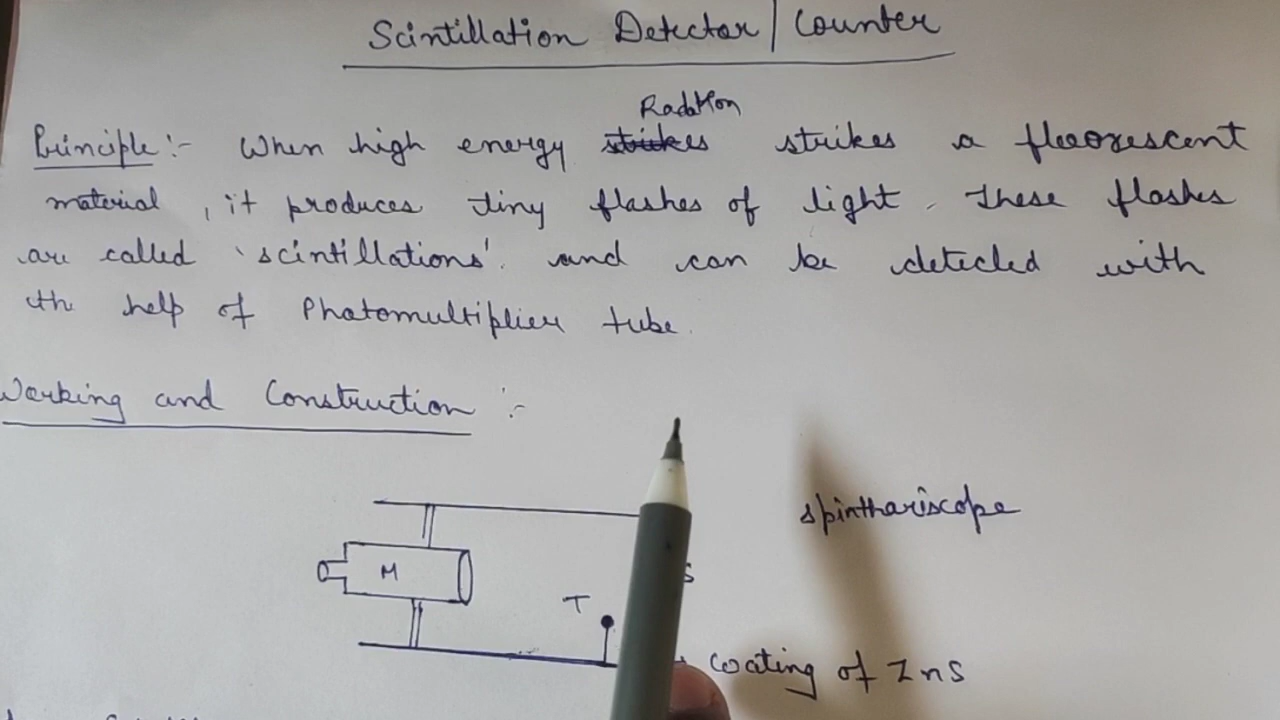 Scintillation Detector / Counter
Radation
Principle :- When high energy strikes strikes a fluorescent
material , it produces tiny flashes of light. These flashes
are called 'scintillations'. and can be detected with
the help of Photomultiplier tube.
Working and Construction :-
spinthariscope
M
S
T
coating of ZnS